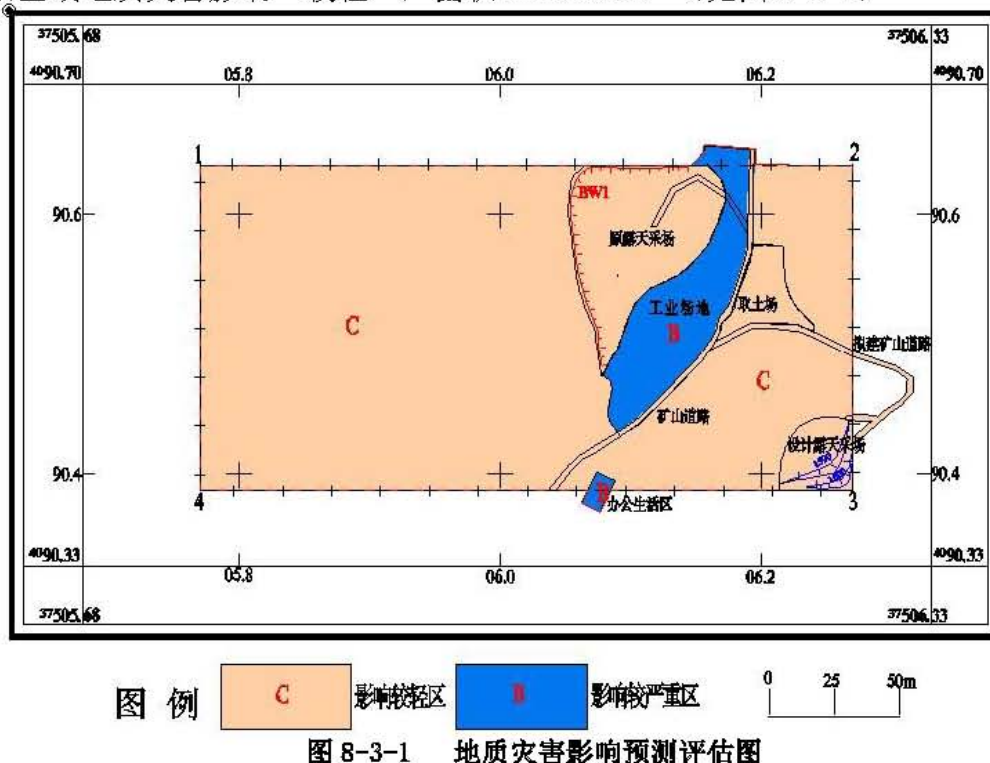 37505.68 37506.33
4090.70 05.8 06.0 06.2 4090.70
1 2
BW1
90.6 90.6
原露天采场
工业场地 取土场
C B
拟建矿山道路
C
矿山道路
设计露天采场
90.4 90.4
4 B 3
办公生活区
4090.33 4090.33
05.8 06.0 06.2
37505.68 37506.33
图 例 C 影响较轻区 B 影响较严重区 0 25 50m
图 8-3-1 地质灾害影响预测评估图